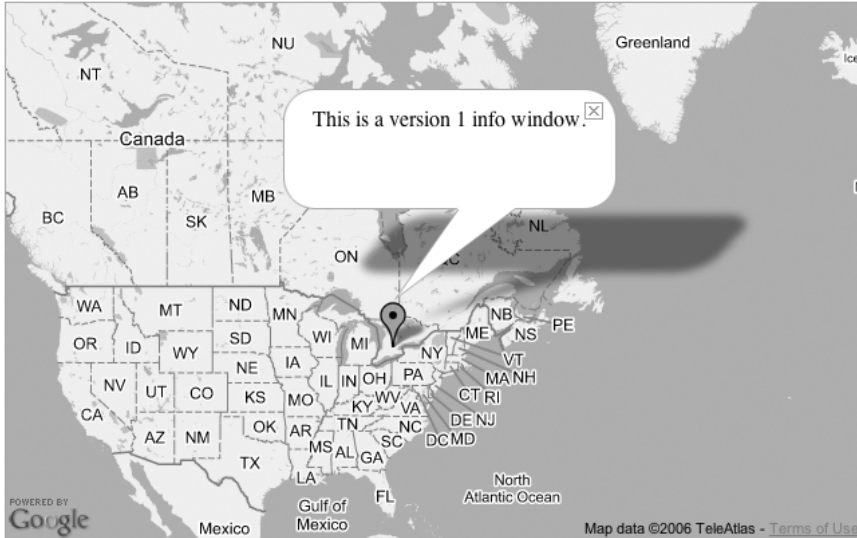 NU
Greenland
Ice
NT
This is a version 1 info window.
Canada
AB
MB
BC
SK
NL
ON
QC
WA
MT
ND
MN
NB
PE
ME
NS
OR
ID
SD
WI
MI
WY
NY
VT
IA
NE
PA
MA NH
NV
UT
CO
IL
IN
OH
CT RI
KS
MO
WV
KY
VA
CA
DE NJ
OK
AR
TN
NC
AZ
NM
SC
DC MD
MS
AL
GA
TX
LA
FL
North
Atlantic Ocean
POWERED BY
Google
Gulf of
Mexico
Mexico
Map data ©2006 TeleAtlas - Terms of Use